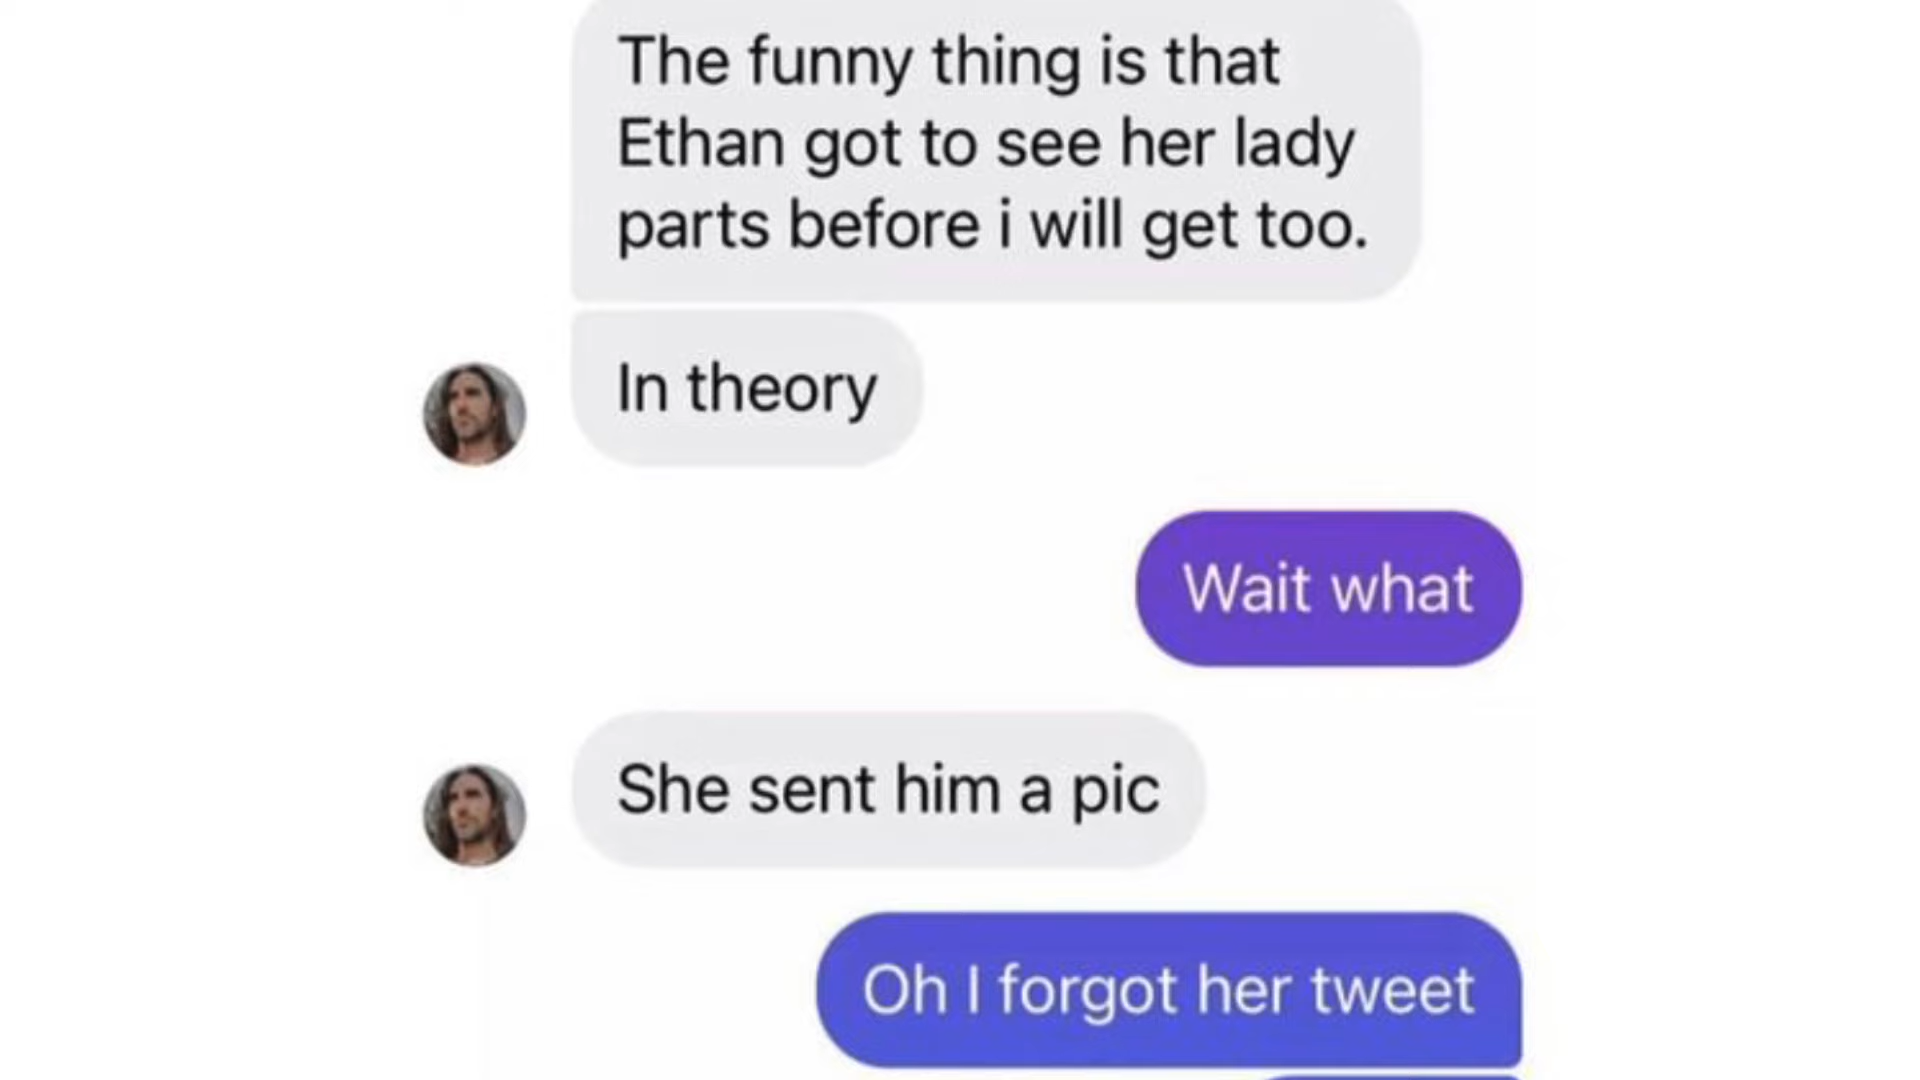 The funny thing is that
Ethan got to see her lady
parts before i will get too.
In theory
Wait what
She sent him a pic
Oh I forgot her tweet